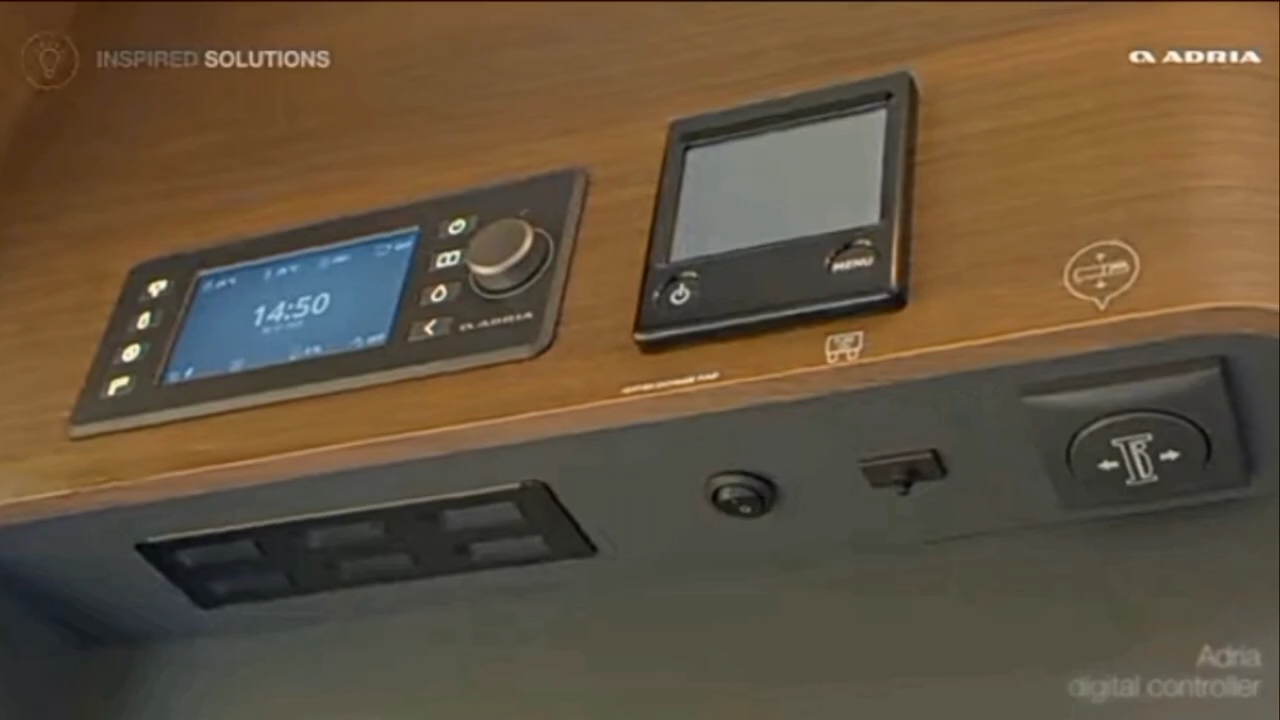 INSPIRED SOLUTIONS
ADRIA
14:50
ADRIA
MENU
Adria
digital controller